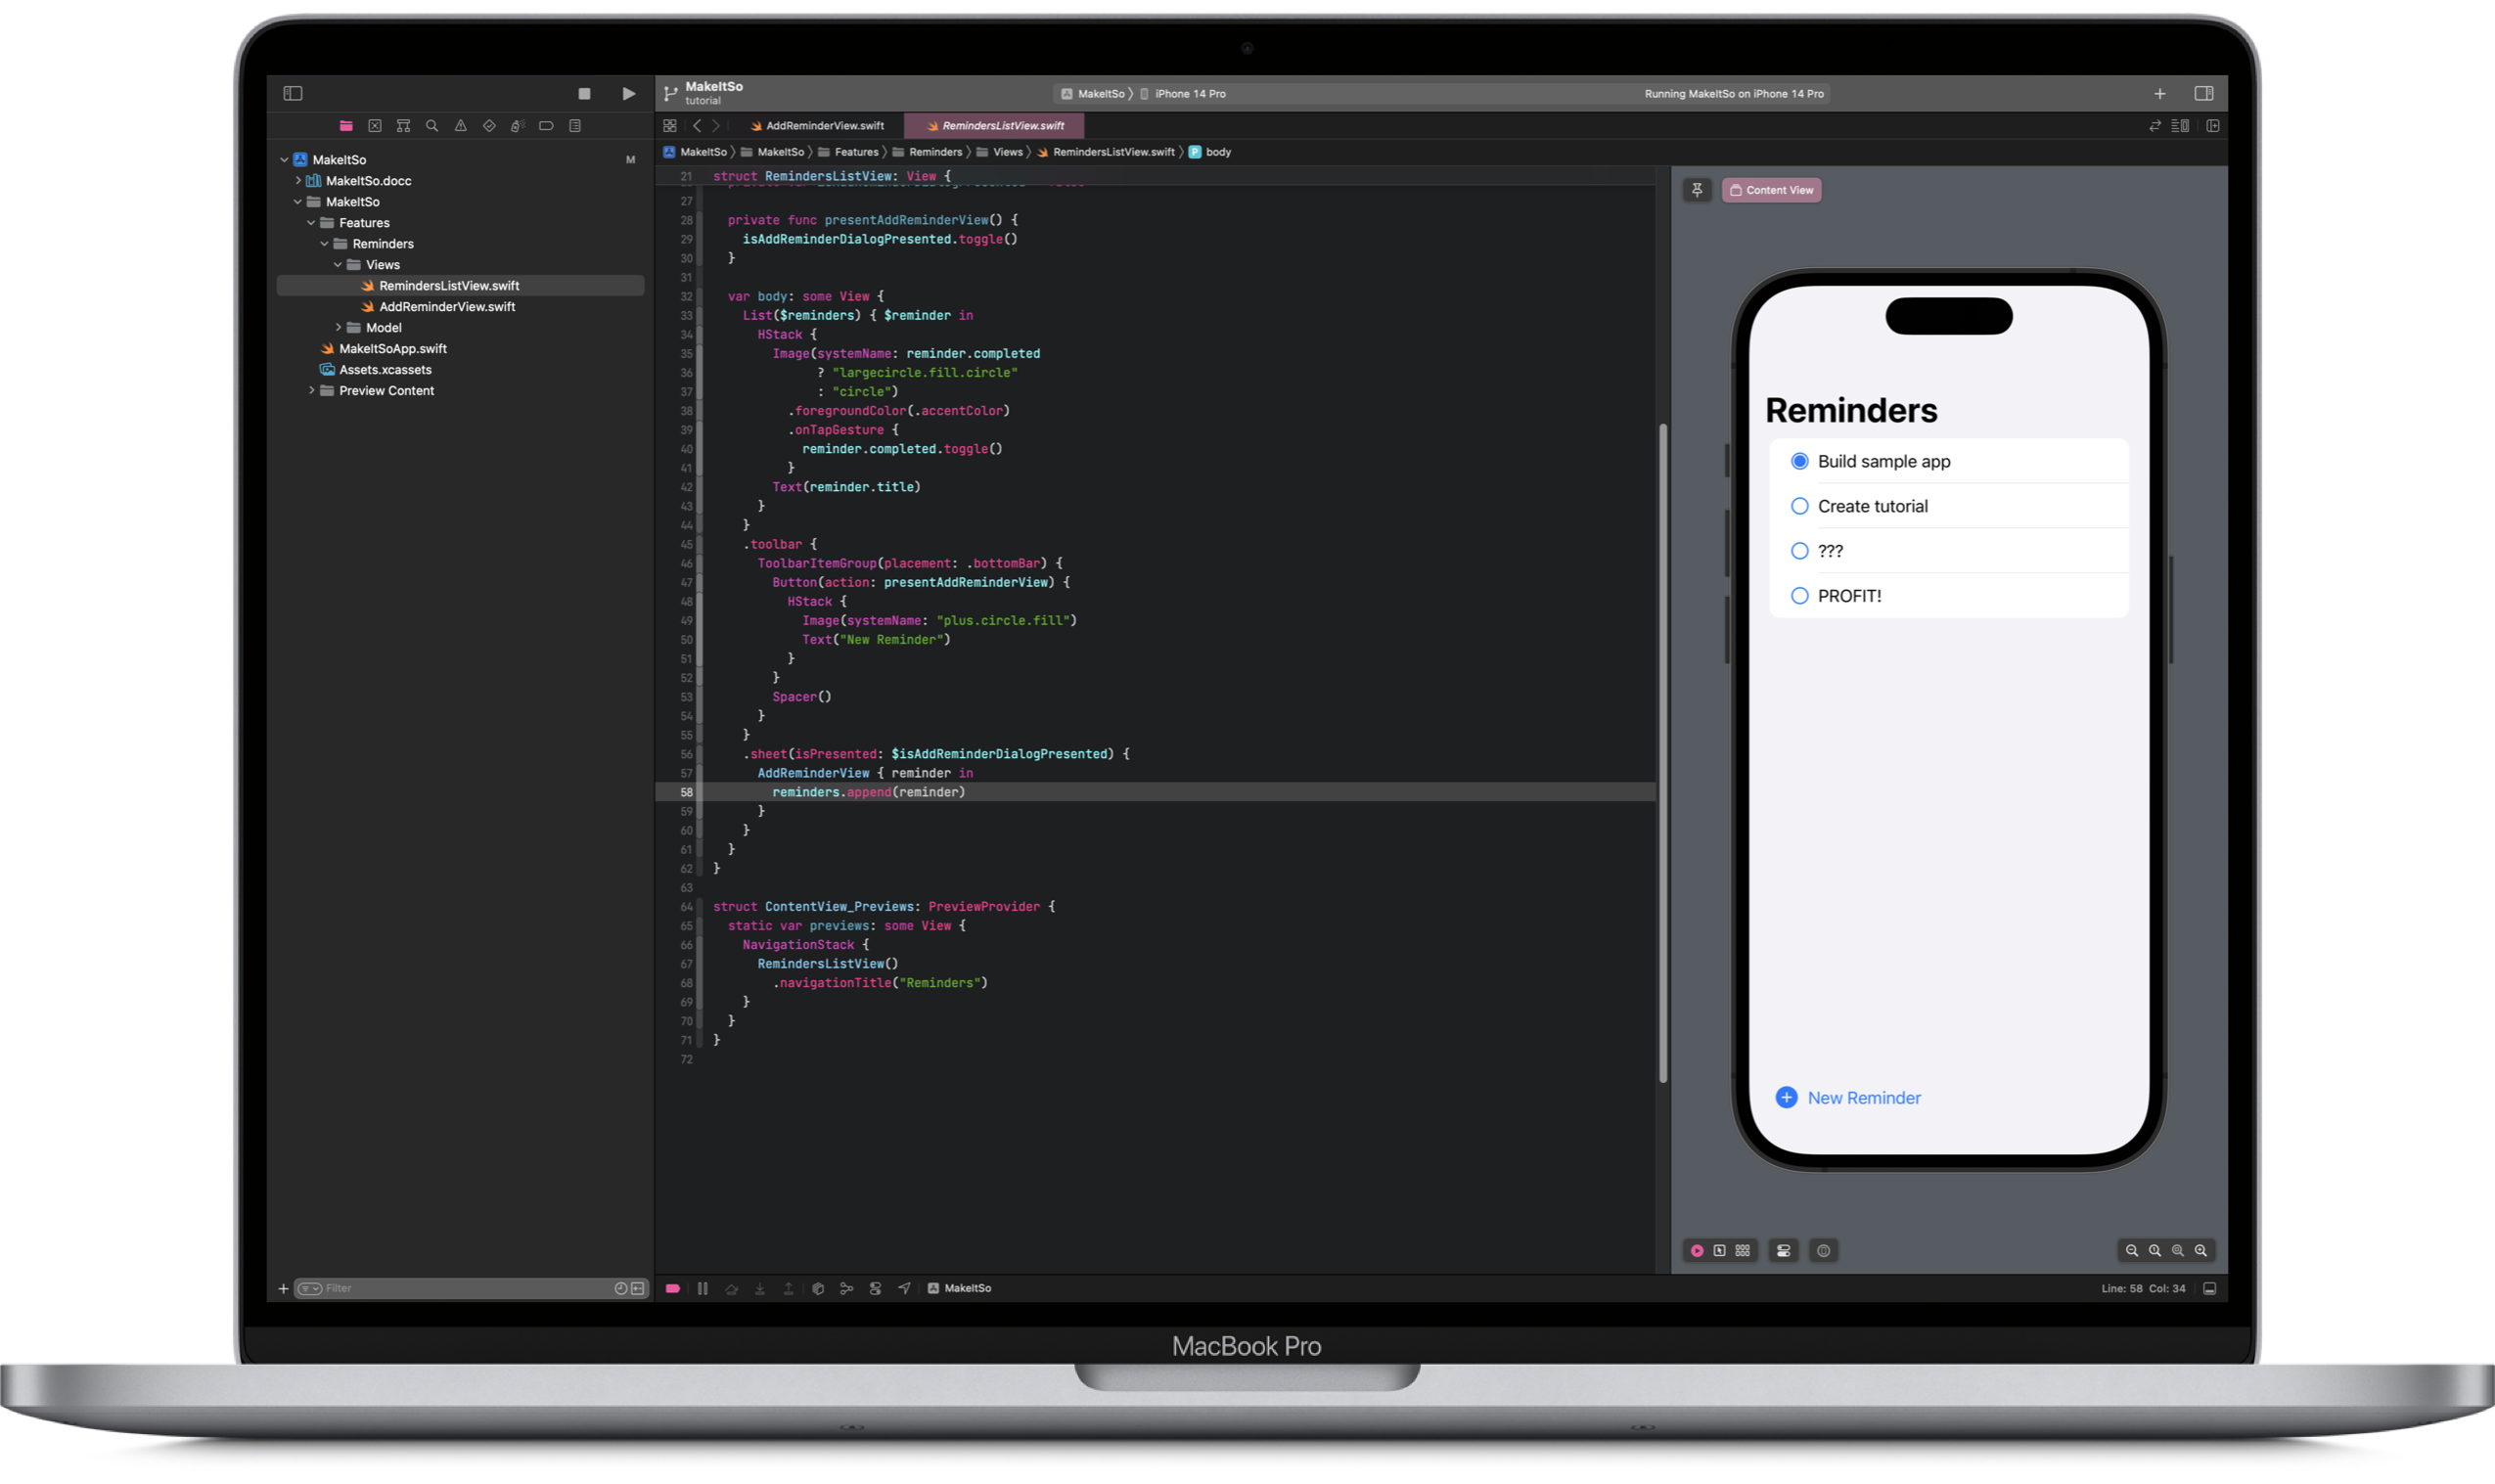 MakeItSo
tutorial
MakeItSo
iPhone 14 Pro
Running MakeItSo on iPhone 14 Pro
AddReminderView.swift
RemindersListView.swift
MakeItSo
MakeItSo
Features
Reminders
Views
RemindersListView.swift
P body
MakeItSo
M
MakeItSo.docc
MakeItSo
Features
Reminders
Views
RemindersListView.swift
AddReminderView.swift
Model
MakeItSoApp.swift
Assets.xcassets
Preview Content
Filter
21 struct RemindersListView: View {
27
28 private func presentAddReminderView() {
29 isAddReminderDialogPresented.toggle()
30 }
31
32 var body: some View {
33 List($reminders) { $reminder in
34 HStack {
35 Image(systemName: reminder.completed
36 ? "largecircle.fill.circle"
37 : "circle")
38 .foregroundColor(.accentColor)
39 .onTapGesture {
40 reminder.completed.toggle()
41 }
42 Text(reminder.title)
43 }
44 }
45 .toolbar {
46 ToolbarItemGroup(placement: .bottomBar) {
47 Button(action: presentAddReminderView) {
48 HStack {
49 Image(systemName: "plus.circle.fill")
50 Text("New Reminder")
51 }
52 }
53 Spacer()
54 }
55 }
56 .sheet(isPresented: $isAddReminderDialogPresented) {
57 AddReminderView { reminder in
58 reminders.append(reminder)
59 }
60 }
61 }
62 }
63
64 struct ContentView_Previews: PreviewProvider {
65 static var previews: some View {
66 NavigationStack {
67 RemindersListView()
68 .navigationTitle("Reminders")
69 }
70 }
71 }
72
Content View
Reminders
Build sample app
Create tutorial
???
PROFIT!
New Reminder
MakeItSo
Line: 58 Col: 34
MacBook Pro